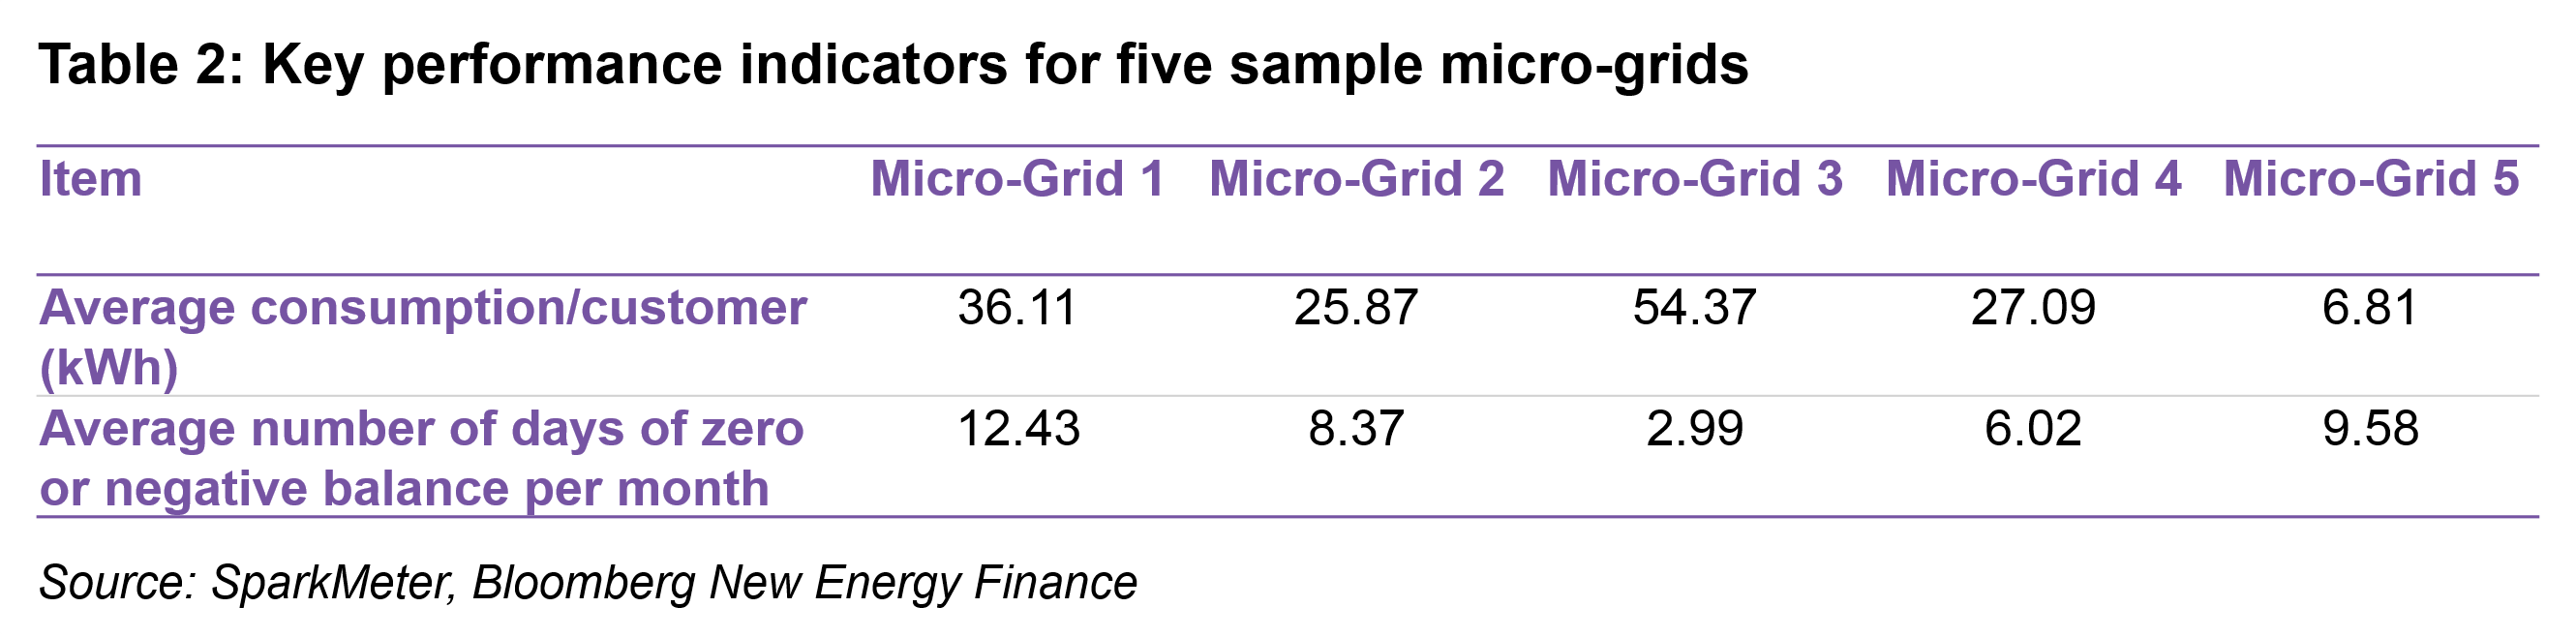 Table 2: Key performance indicators for five sample micro-grids
Item Micro-Grid 1 Micro-Grid 2 Micro-Grid 3 Micro-Grid 4 Micro-Grid 5
Average consumption/customer 36.11 25.87 54.37 27.09 6.81
(kWh)
Average number of days of zero 12.43 8.37 2.99 6.02 9.58
or negative balance per month
Source: SparkMeter, Bloomberg New Energy Finance